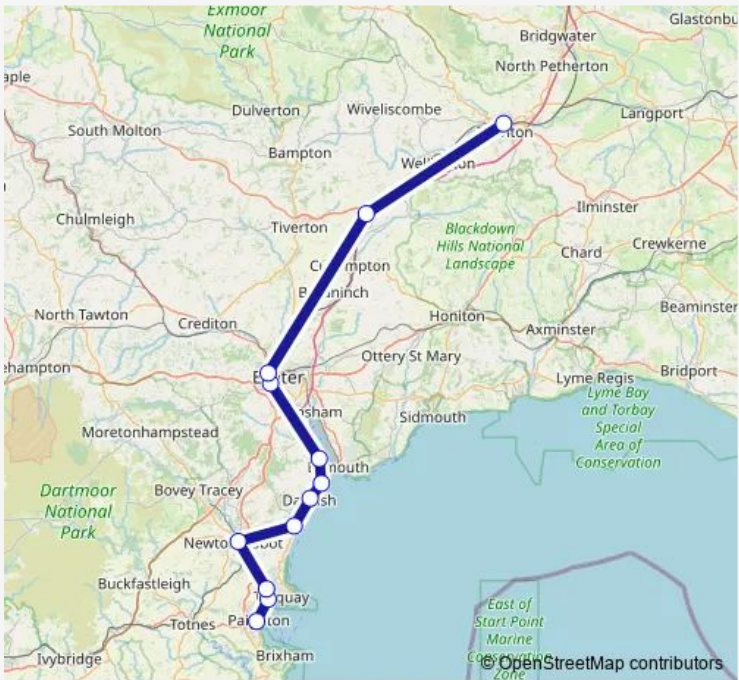 Exmoor
National
Park
Glastonbu
Bridgwater
North Petherton
aple
Dulverton
Wiveliscombe
Langport
South Molton
Bampton
Ilminster
Chulmleigh
Tiverton
Blackdown
Hills National
Landscape
Chard
Crewkerne
North Tawton
Crediton
Honiton
Beaminster
Axminster
Ottery St Mary
ehampton
Lyme Regis
Bridport
Sidmouth
Lyme Bay
and Torbay
Special
Area of
Conservation
Moretonhampstead
Bovey Tracey
Dartmoor
National
Park
Buckfastleigh
Totnes
East of
Start Point
Marine
Conservation
Zone
Ivybridge
Brixham
© OpenStreetMap contributors